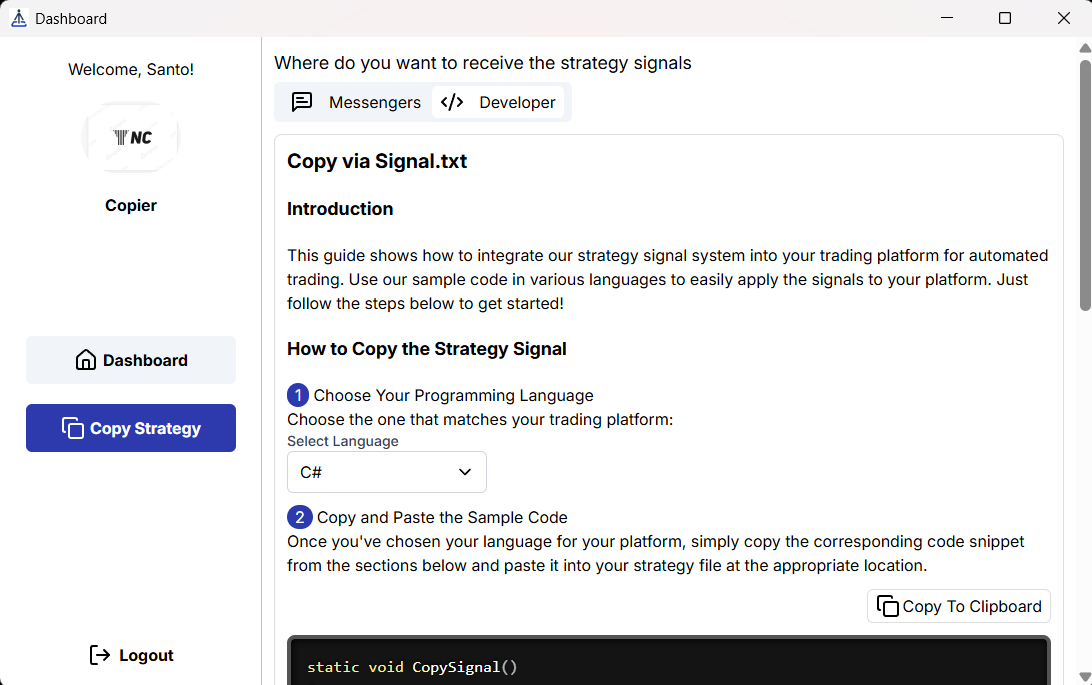 Dashboard
Welcome, Santo!
NC
Copier
Dashboard
Copy Strategy
Logout
Where do you want to receive the strategy signals
Messengers
Developer
Copy via Signal.txt
Introduction
This guide shows how to integrate our strategy signal system into your trading platform for automated
trading. Use our sample code in various languages to easily apply the signals to your platform. Just
follow the steps below to get started!
How to Copy the Strategy Signal
1 Choose Your Programming Language
Choose the one that matches your trading platform:
Select Language
C#
2 Copy and Paste the Sample Code
Once you've chosen your language for your platform, simply copy the corresponding code snippet
from the sections below and paste it into your strategy file at the appropriate location.
Copy To Clipboard
static void CopySignal()